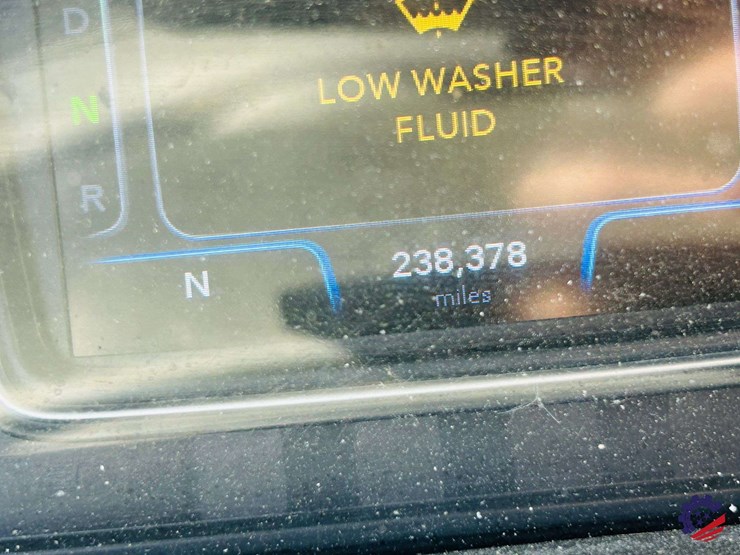 D
N
R
LOW WASHER
FLUID
N
238,378
miles